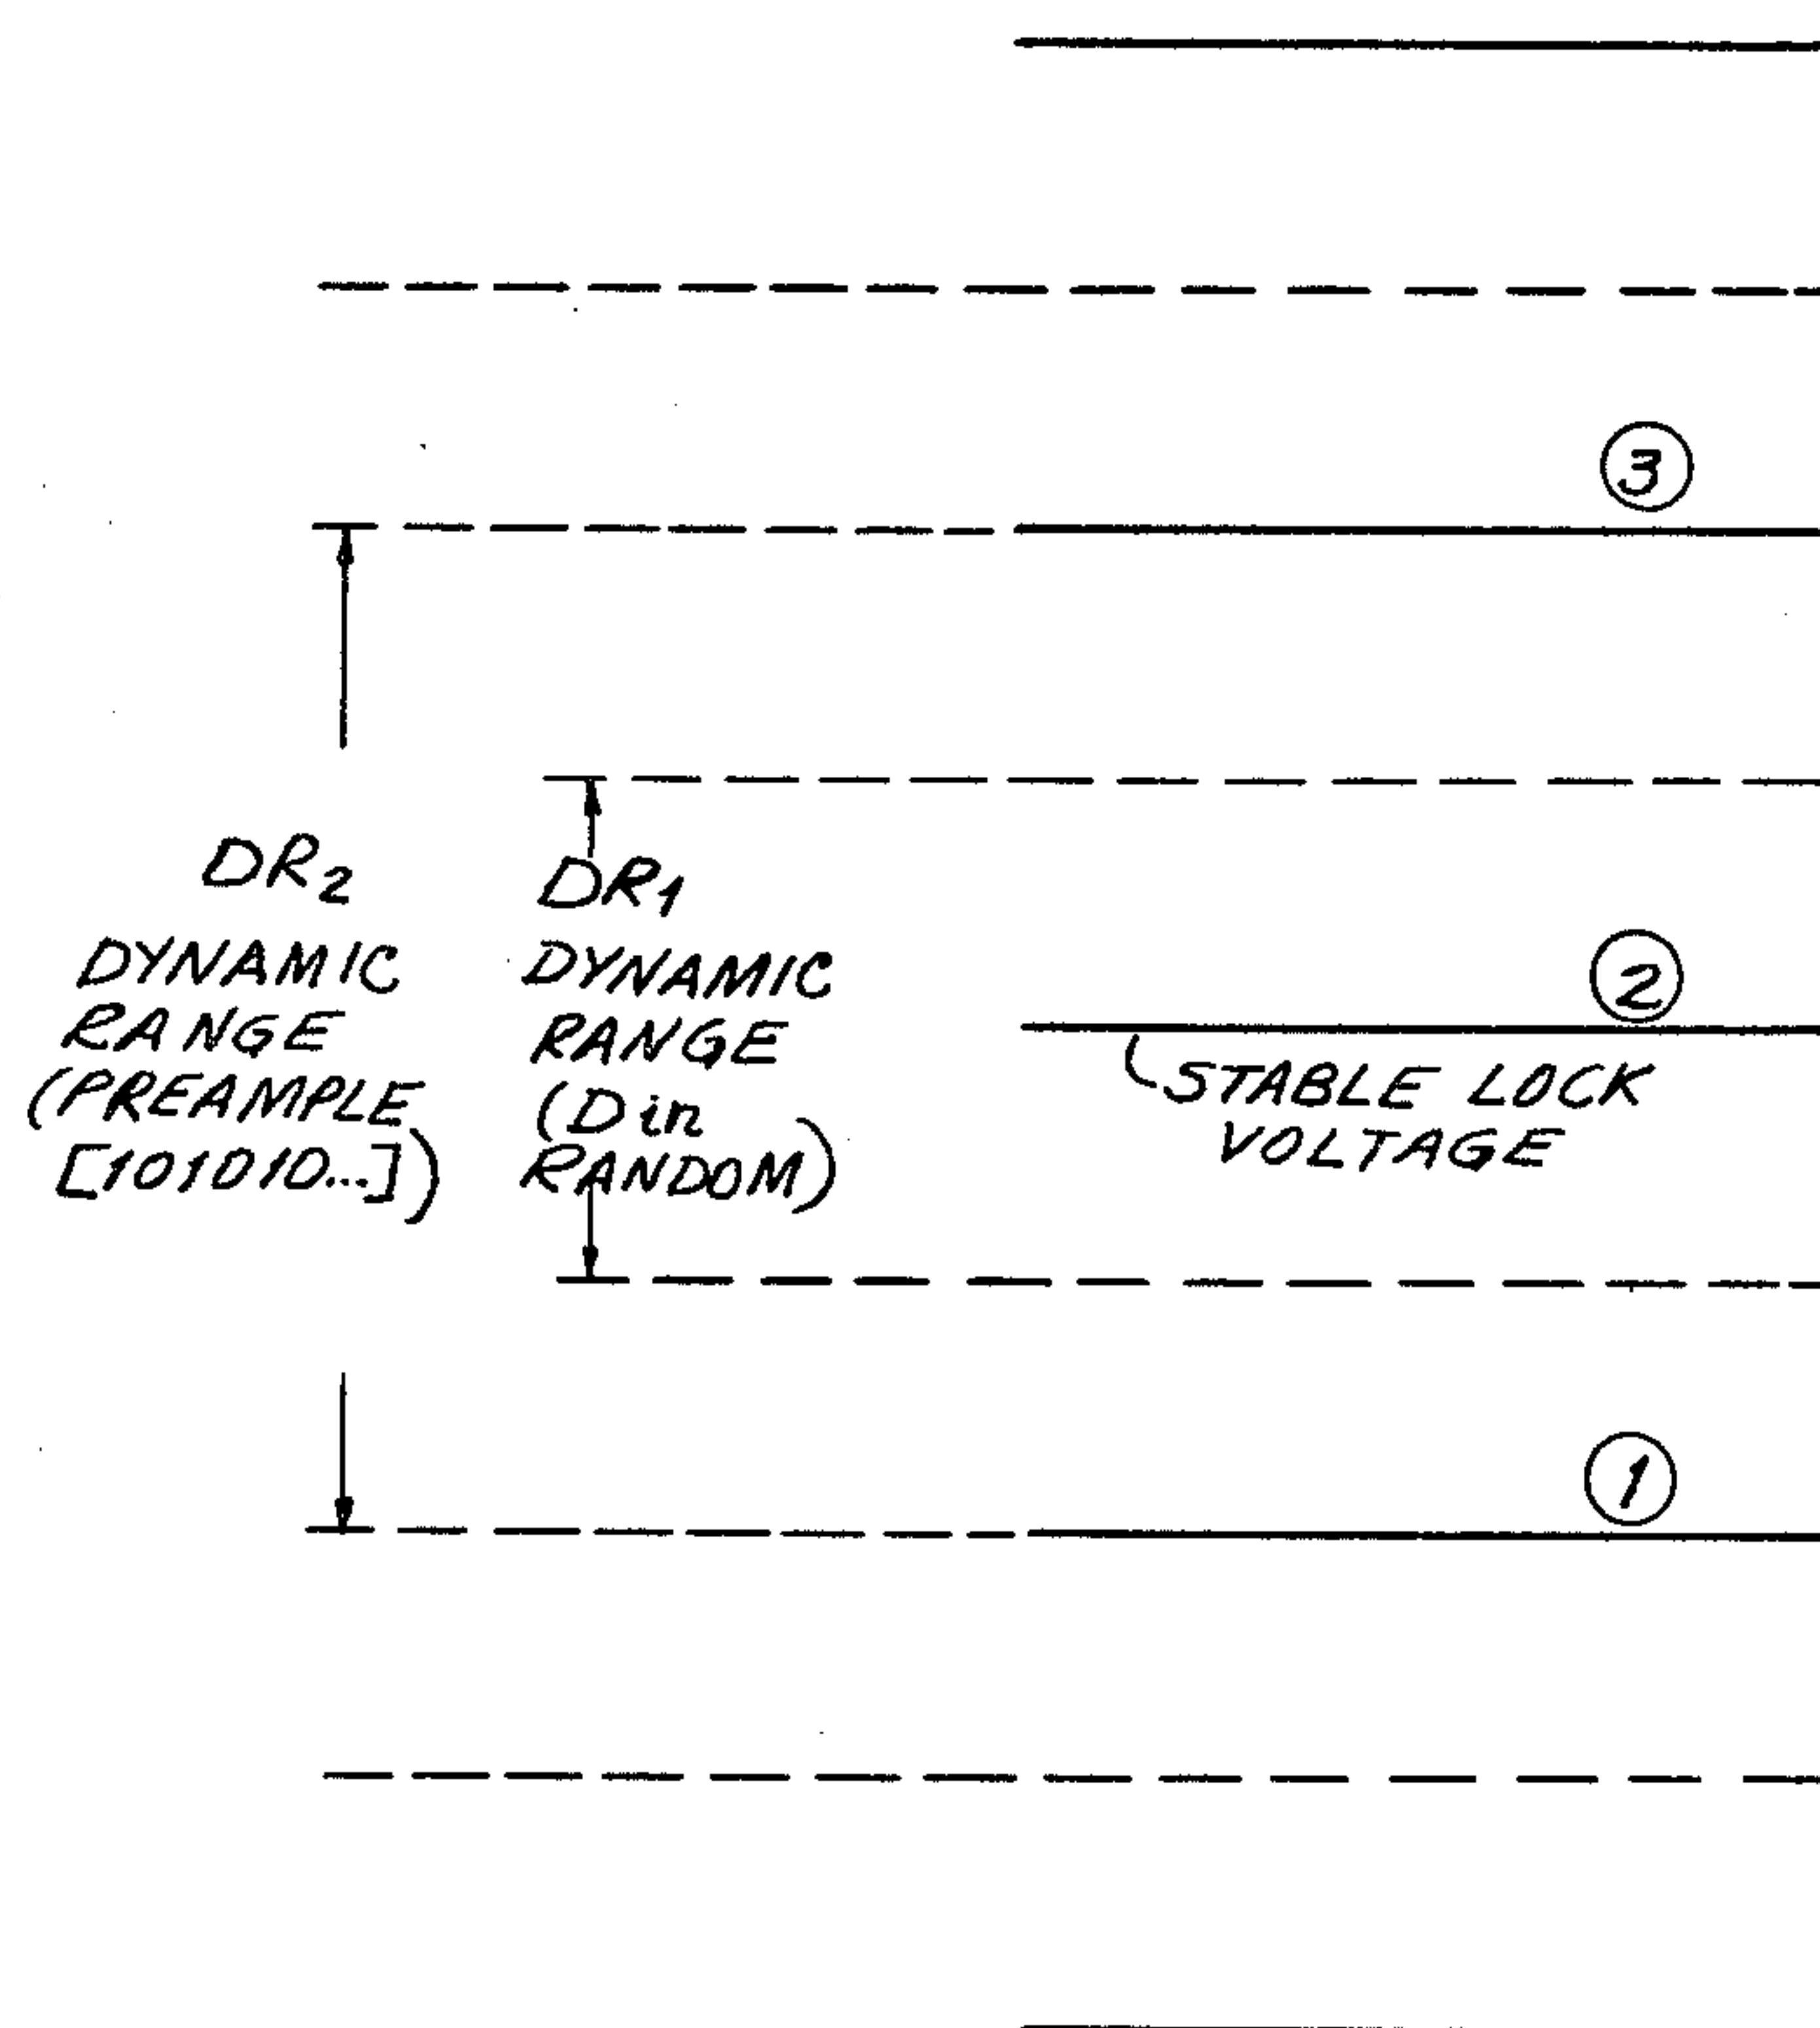 3
DR2
DYNAMIC
RANGE
(PREAMPLE
[101010...])
DR1
DYNAMIC
RANGE
(Din
RANDOM)
2
STABLE LOCK
VOLTAGE
1